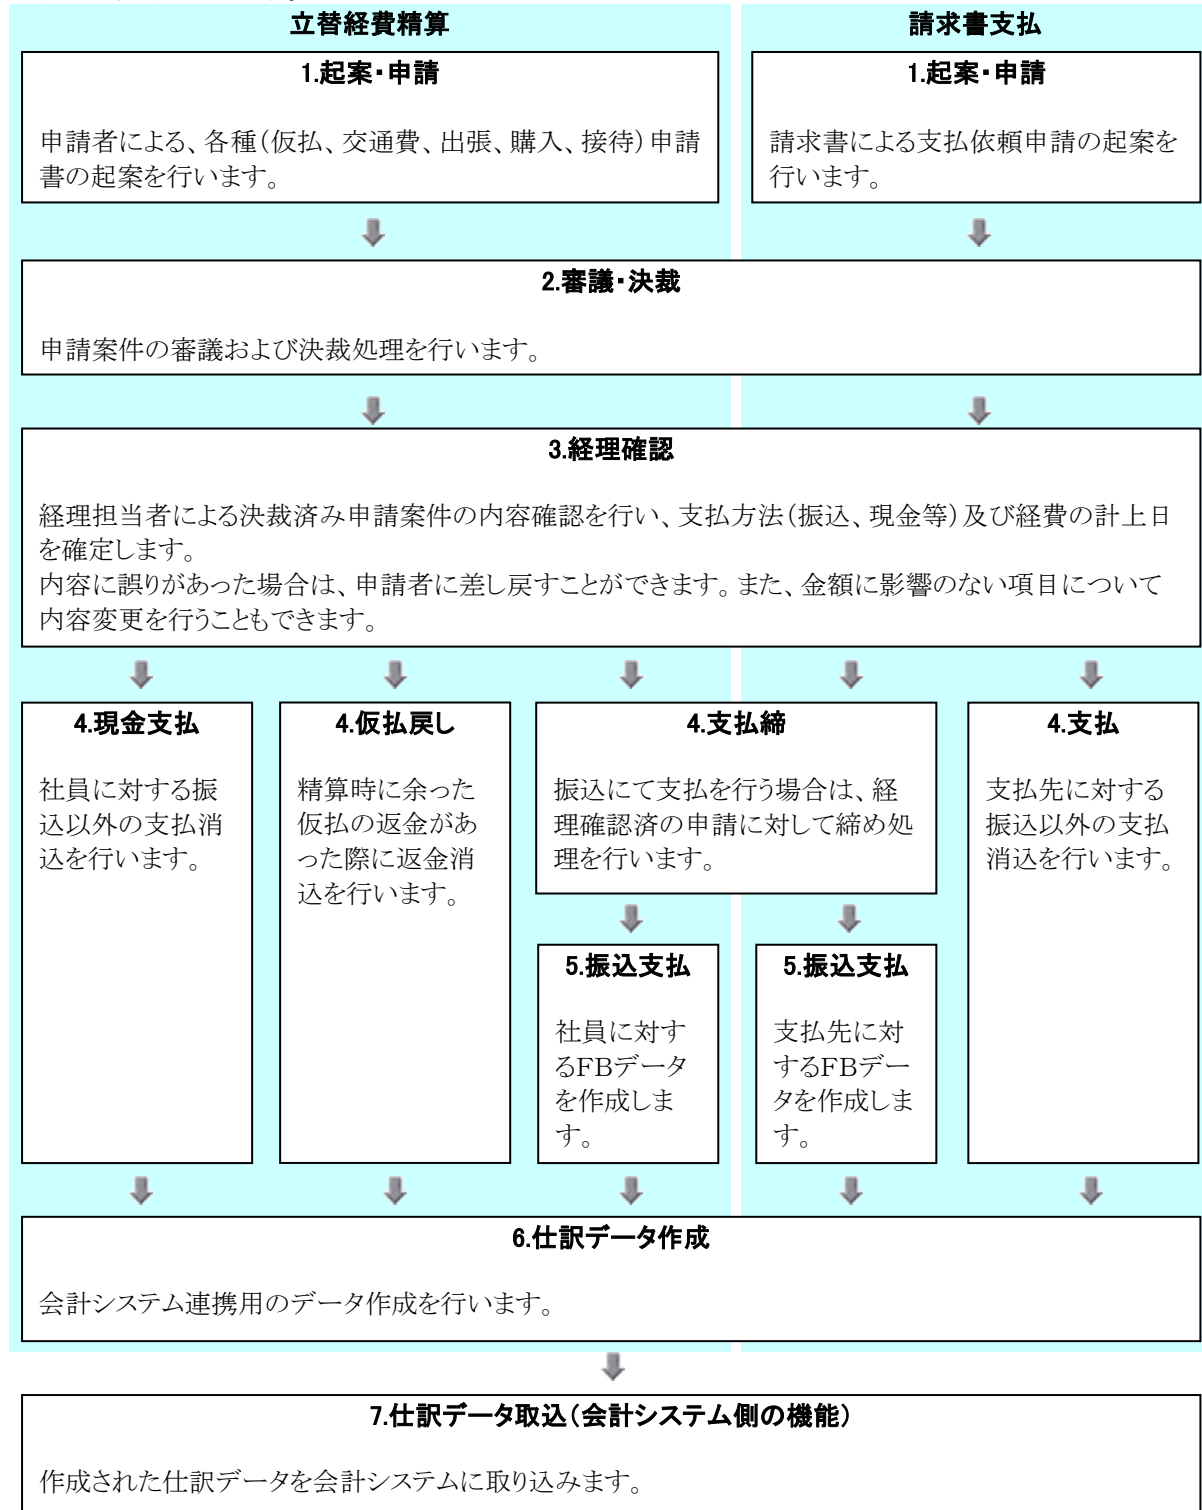 立替経費精算
請求書支払
1.起案・申請
申請者による、各種(仮払、交通費、出張、購入、接待)申請
書の起案を行います。
1.起案・申請
請求書による支払依頼申請の起案を
行います。
2.審議・決裁
申請案件の審議および決裁処理を行います。
3.経理確認
経理担当者による決裁済み申請案件の内容確認を行い、支払方法(振込、現金等)及び経費の計上日
を確定します。
内容に誤りがあった場合は、申請者に差し戻すことができます。また、金額に影響のない項目について
内容変更を行うこともできます。
4.現金支払
社員に対する振
込以外の支払消
込を行います。
4.仮払戻し
精算時に余った
仮払の返金があ
った際に返金消
込を行います。
4.支払締
振込にて支払を行う場合は、経
理確認済の申請に対して締め処
理を行います。
4.支払
支払先に対する
振込以外の支払
消込を行います。
5.振込支払
社員に対す
るFBデータ
を作成しま
す。
5.振込支払
支払先に対
するFBデー
タを作成しま
す。
6.仕訳データ作成
会計システム連携用のデータ作成を行います。
7.仕訳データ取込(会計システム側の機能)
作成された仕訳データを会計システムに取り込みます。